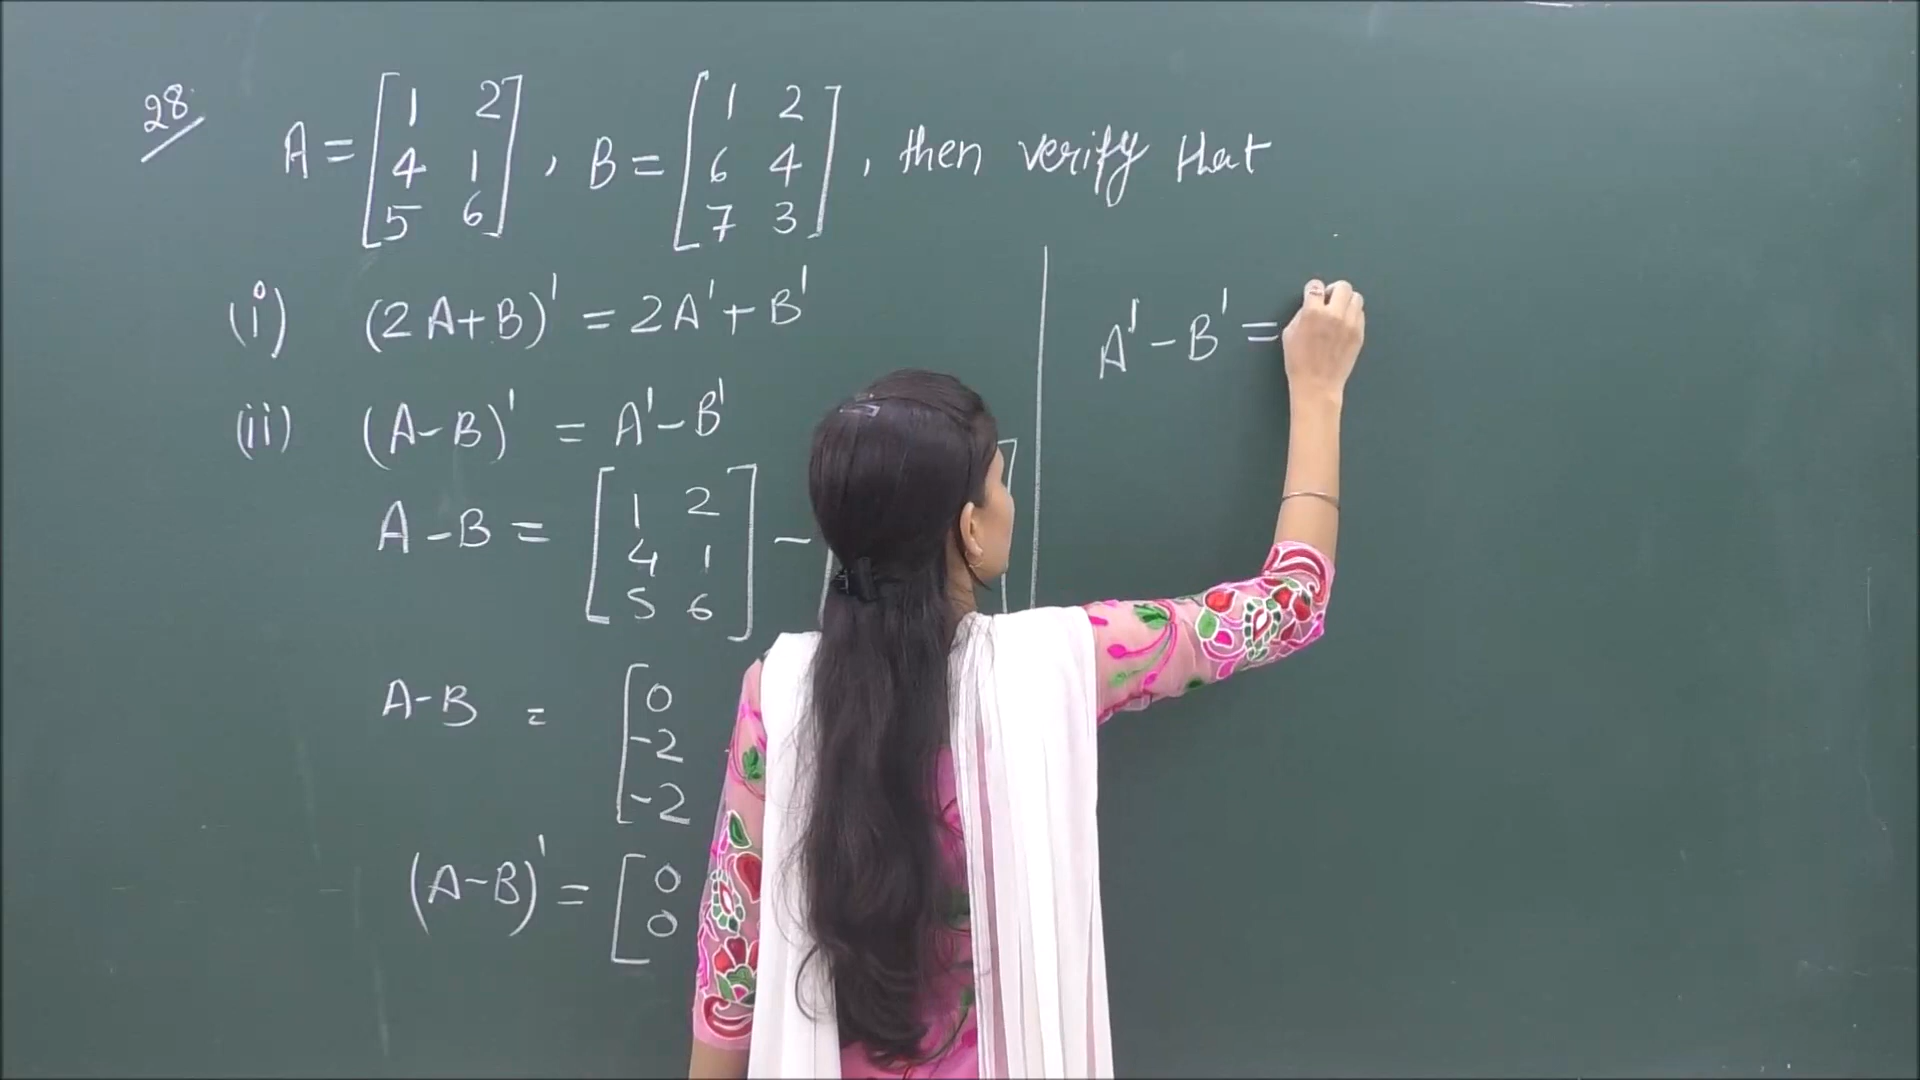 28. A = [1 2 4 1 5 6], B = [1 2 6 4 7 3], then verify that
(i) (2A+B)' = 2A' + B'
(ii) (A-B)' = A' - B'
A - B = [1 2 4 1 5 6] -
A-B = [0 -2 -2
(A-B)' = [0 0
A' - B' =